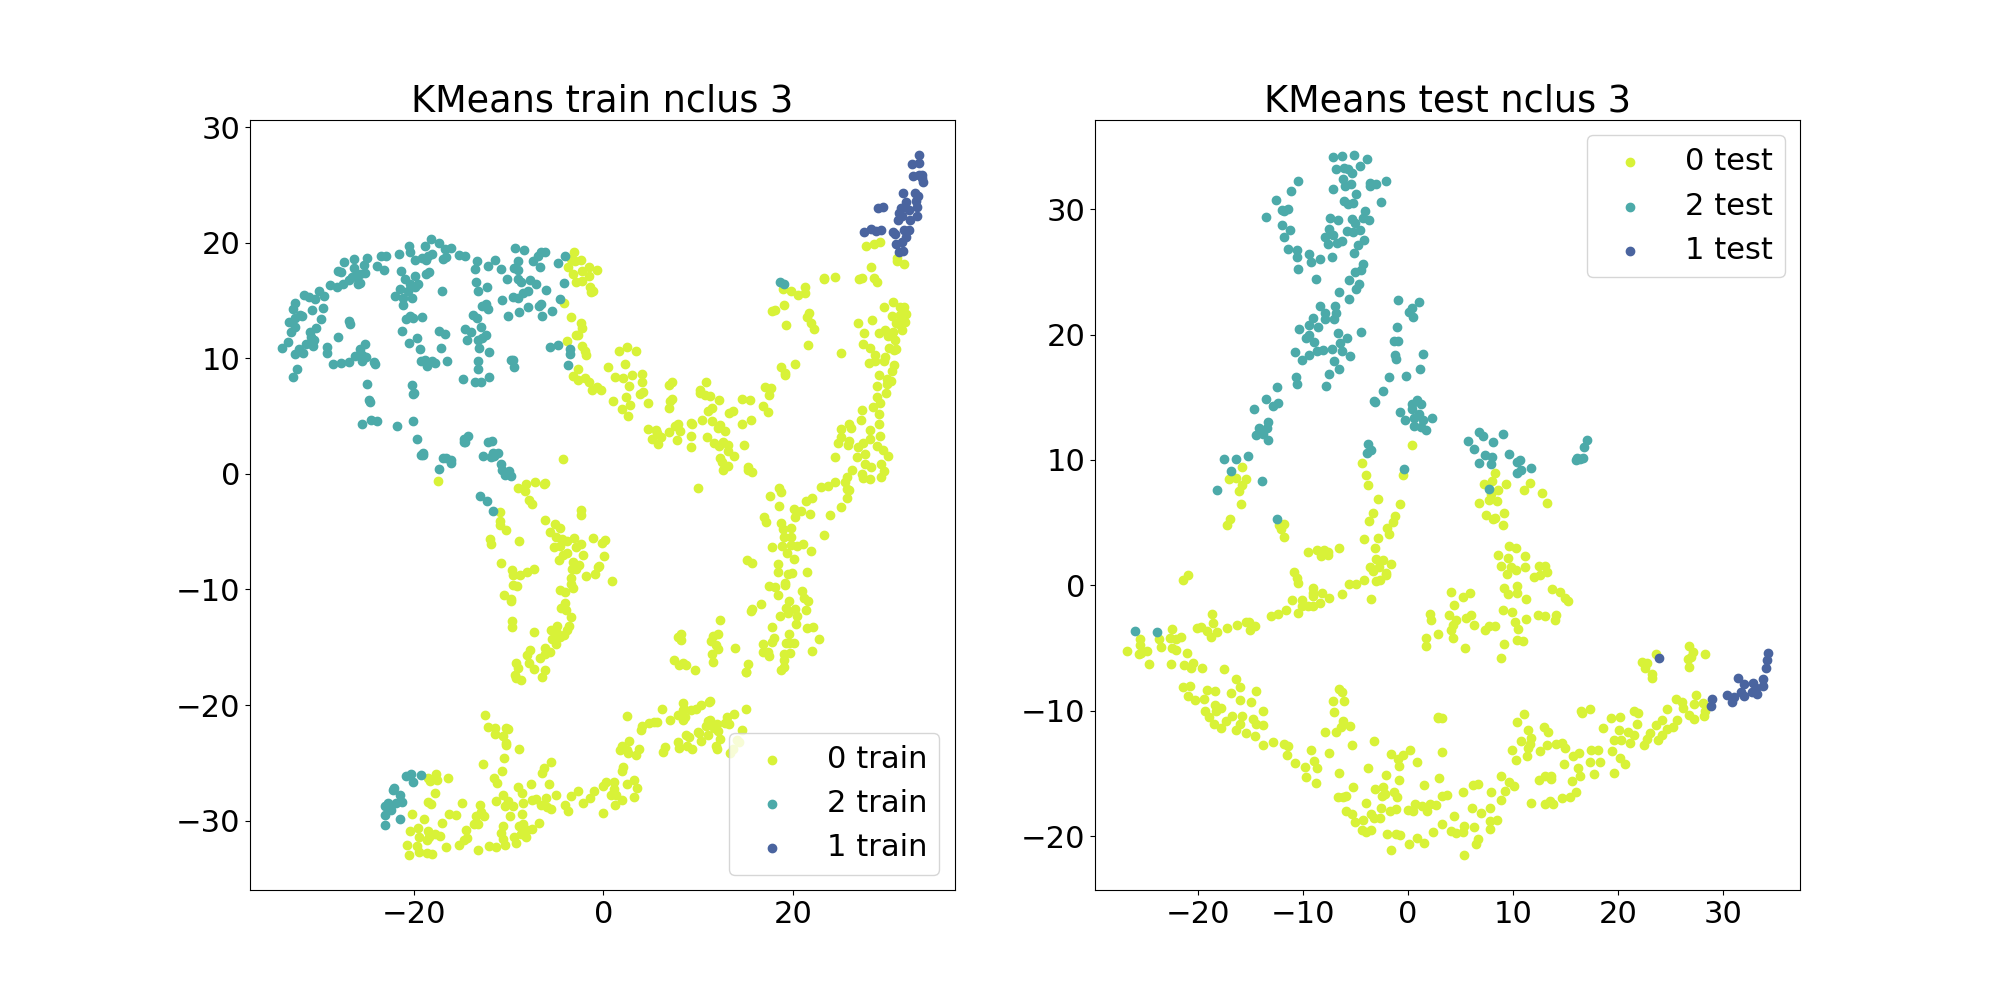 KMeans train nclus 3
30
20
10
0
−10
−20
−30
−20 0 20
0 train
2 train
1 train
KMeans test nclus 3
30
20
10
0
−10
−20
−20 −10 0 10 20 30
0 test
2 test
1 test